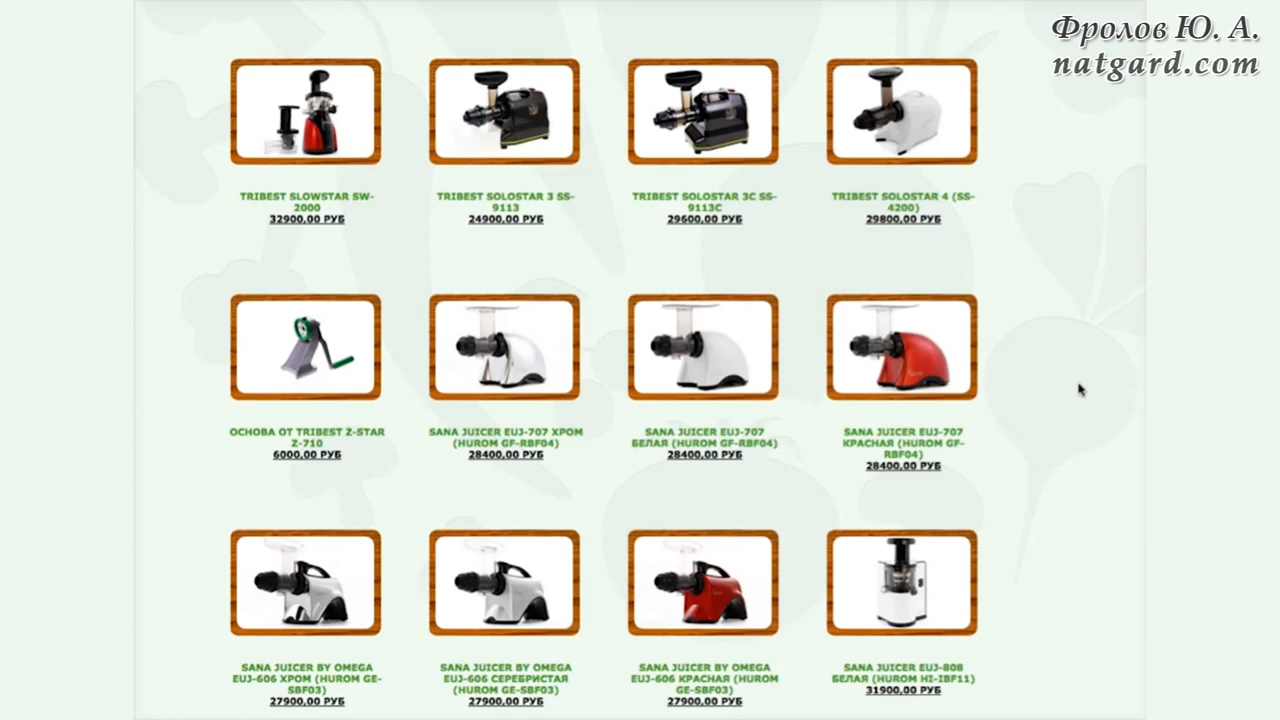 Фролов Ю. А.
natgard.com
TRIBEST SLOWSTAR SW-
2000
32900,00 РУБ
TRIBEST SOLOSTAR 3 SS-
9113
24900,00 РУБ
TRIBEST SOLOSTAR 3C SS-
9113C
29600,00 РУБ
TRIBEST SOLOSTAR 4 (SS-
4200)
29800,00 РУБ
ОСНОВА ОТ TRIBEST Z-STAR
Z-710
6000,00 РУБ
SANA JUICER EUJ-707 ХРОМ
(HUROM GF-RBF04)
28400,00 РУБ
SANA JUICER EUJ-707
БЕЛАЯ (HUROM GF-RBF04)
28400,00 РУБ
SANA JUICER EUJ-707
КРАСНАЯ (HUROM GF-
RBF04)
28400,00 РУБ
SANA JUICER BY OMEGA
EUJ-606 ХРОМ (HUROM GE-
SBF03)
27900,00 РУБ
SANA JUICER BY OMEGA
EUJ-606 СЕРЕБРИСТАЯ
(HUROM GE-SBF03)
27900,00 РУБ
SANA JUICER BY OMEGA
EUJ-606 КРАСНАЯ (HUROM
GE-SBF03)
27900,00 РУБ
SANA JUICER EUJ-808
БЕЛАЯ (HUROM HI-IBF11)
31900,00 РУБ